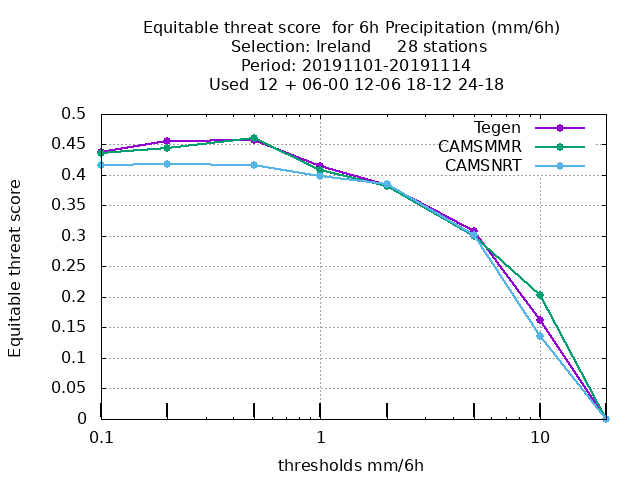 Equitable threat score  for 6h Precipitation (mm/6h)
Selection: Ireland     28 stations
Period: 20191101-20191114
Used  12 + 06-00 12-06 18-12 24-18
Tegen
CAMSMMR
CAMSNRT
Equitable threat score
0.5
0.45
0.4
0.35
0.3
0.25
0.2
0.15
0.1
0.05
0
0.1 1 10
thresholds mm/6h